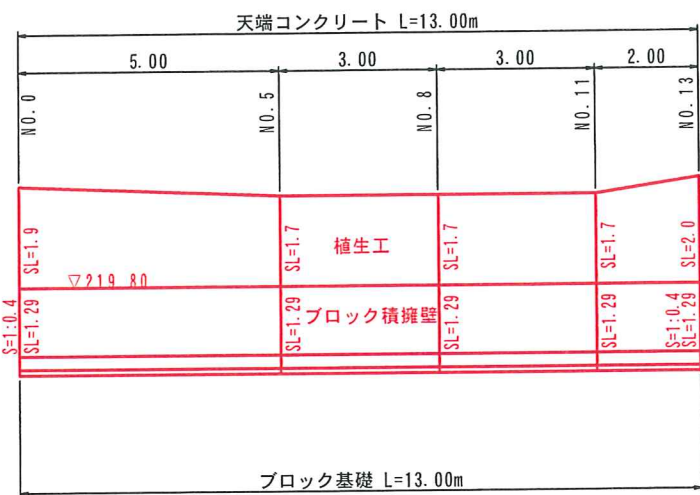 天端コンクリート L=13.00m
5.00
3.00
3.00
2.00
NO.0
NO.5
NO.8
NO.11
NO.13
SL=1.9
SL=1.7
植生工
SL=1.7
SL=1.7
SL=2.0
▽219.80
S=1:0.4
SL=1.29
SL=1.29
ブロック積擁壁
SL=1.29
SL=1.29
S=1:0.4
SL=1.29
ブロック基礎 L=13.00m